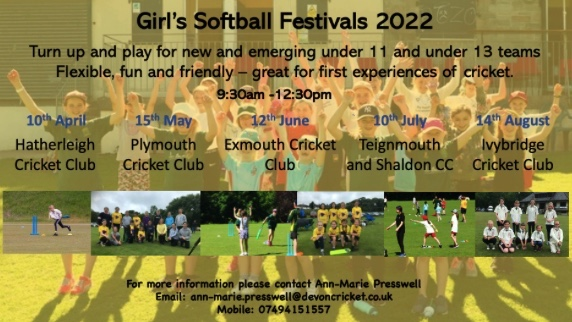 Girl's Softball Festivals 2022
Turn up and play for new and emerging under 11 and under 13 teams
Flexible, fun and friendly – great for first experiences of cricket.
9:30am -12:30pm
10th April
Hatherleigh
Cricket Club
15th May
Plymouth
Cricket Club
12th June
Exmouth Cricket
Club
10th July
Teignmouth
and Shaldon CC
14th August
Ivybridge
Cricket Club
For more information please contact Ann-Marie Presswell
Email: ann-marie.presswell@devoncricket.co.uk
Mobile: 07494151557